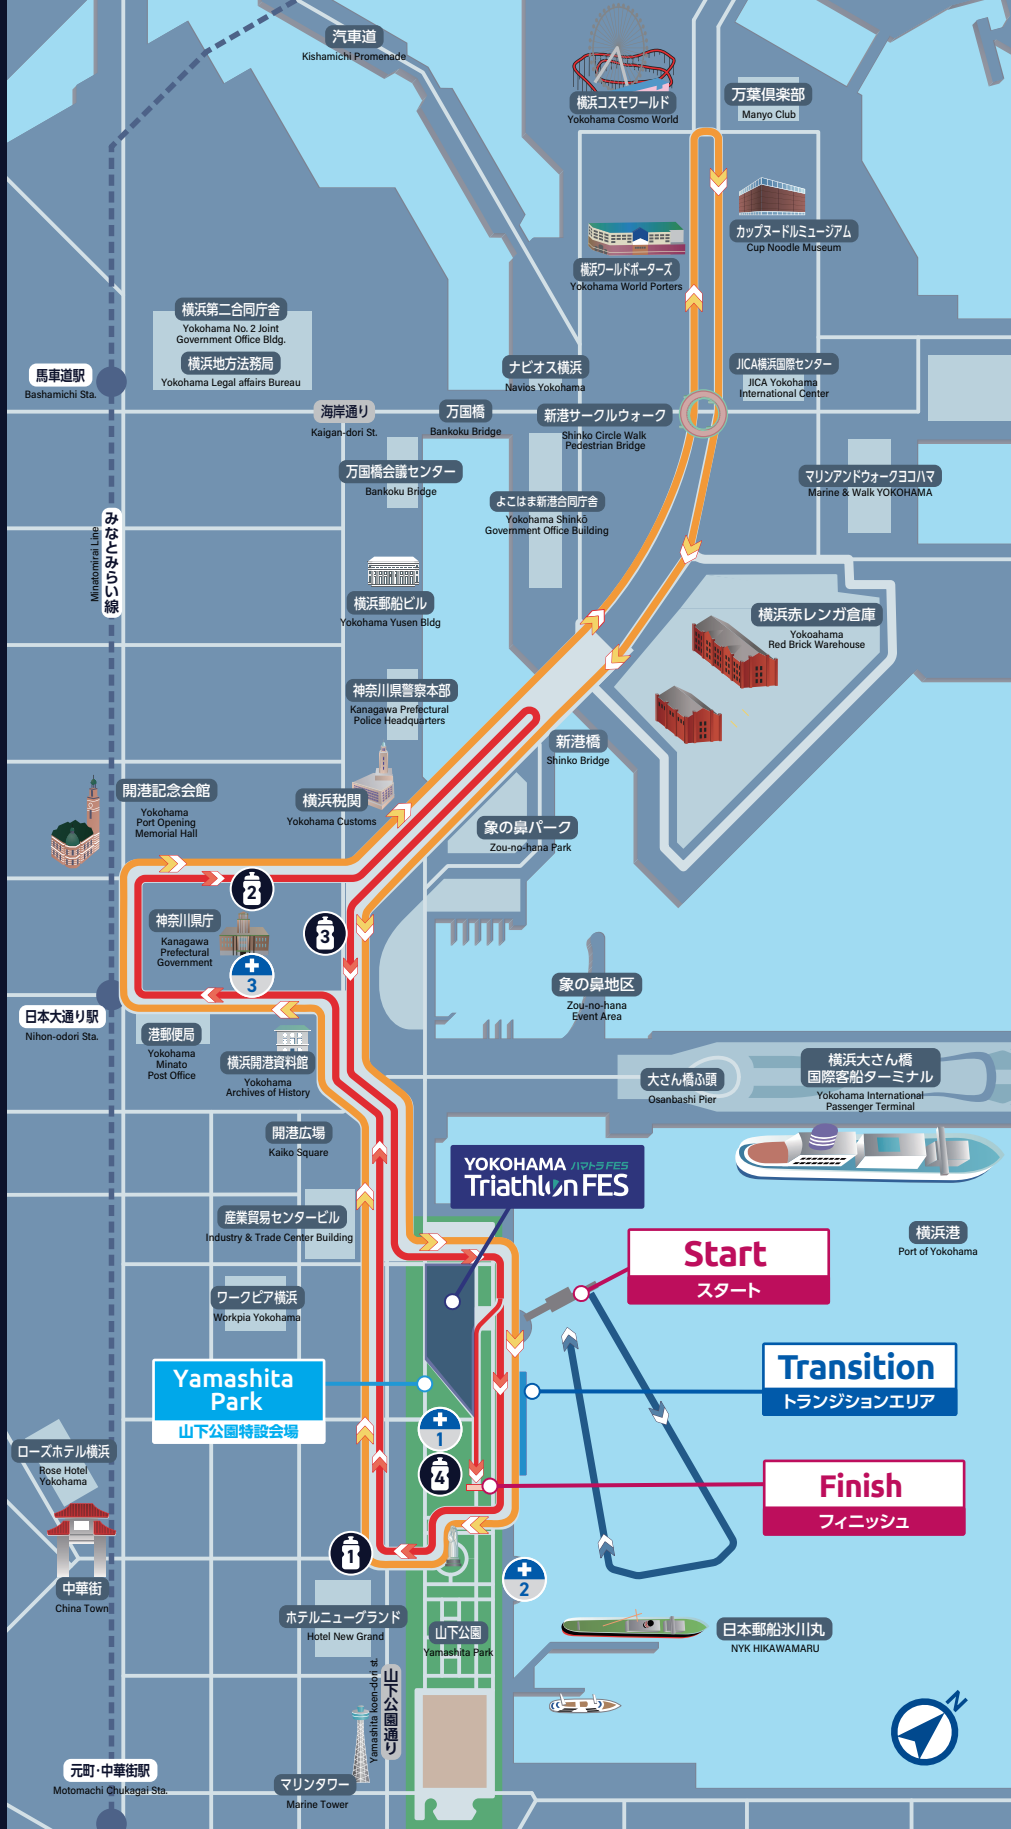 汽車道
Kishamichi Promenade
横浜コスモワールド
Yokohama Cosmo World
万葉倶楽部
Manyo Club
カップヌードルミュージアム
Cup Noodle Museum
横浜ワールドポーターズ
Yokohama World Porters
横浜第二合同庁舎
Yokohama No. 2 Joint
Government Office Bldg.
横浜地方法務局
Yokohama Legal affairs Bureau
馬車道駅
Bashamichi Sta.
ナビオス横浜
Navios Yokohama
JICA横浜国際センター
JICA Yokohama
International Center
海岸通り
Kaigan-dori St.
万国橋
Bankoku Bridge
新港サークルウォーク
Shinko Circle Walk
Pedestrian Bridge
万国橋会議センター
Bankoku Bridge
マリンアンドウォークヨコハマ
Marine & Walk YOKOHAMA
よこはま新港合同庁舎
Yokohama Shinko
Government Office Building
みなとみらい線
Minatomirai Line
横浜郵船ビル
Yokohama Yusen Bldg
横浜赤レンガ倉庫
Yokoahama
Red Brick Warehouse
神奈川県警察本部
Kanagawa Prefectural
Police Headquarters
新港橋
Shinko Bridge
開港記念会館
Yokohama
Port Opening
Memorial Hall
横浜税関
Yokohama Customs
象の鼻パーク
Zou-no-hana Park
2
神奈川県庁
Kanagawa
Prefectural
Government
3
3
象の鼻地区
Zou-no-hana
Event Area
日本大通り駅
Nihon-odori Sta.
港郵便局
Yokohama
Minato
Post Office
横浜開港資料館
Yokohama
Archives of History
大さん橋ふ頭
Osanbashi Pier
横浜大さん橋
国際客船ターミナル
Yokohama International
Passenger Terminal
開港広場
Kaiko Square
YOKOHAMA ハマトラFES
Triathlon FES
産業貿易センタービル
Industry & Trade Center Building
横浜港
Port of Yokohama
Start
スタート
ワークピア横浜
Workpia Yokohama
Transition
トランジションエリア
Yamashita
Park
山下公園特設会場
1
4
ローズホテル横浜
Rose Hotel
Yokohama
Finish
フィニッシュ
1
2
中華街
China Town
ホテルニューグランド
Hotel New Grand
山下公園
Yamashita Park
日本郵船氷川丸
NYK HIKAWAMARU
山下公園通り
Yamashita koen-dori st.
N
元町・中華街駅
Motomachi Chukagai Sta.
マリンタワー
Marine Tower